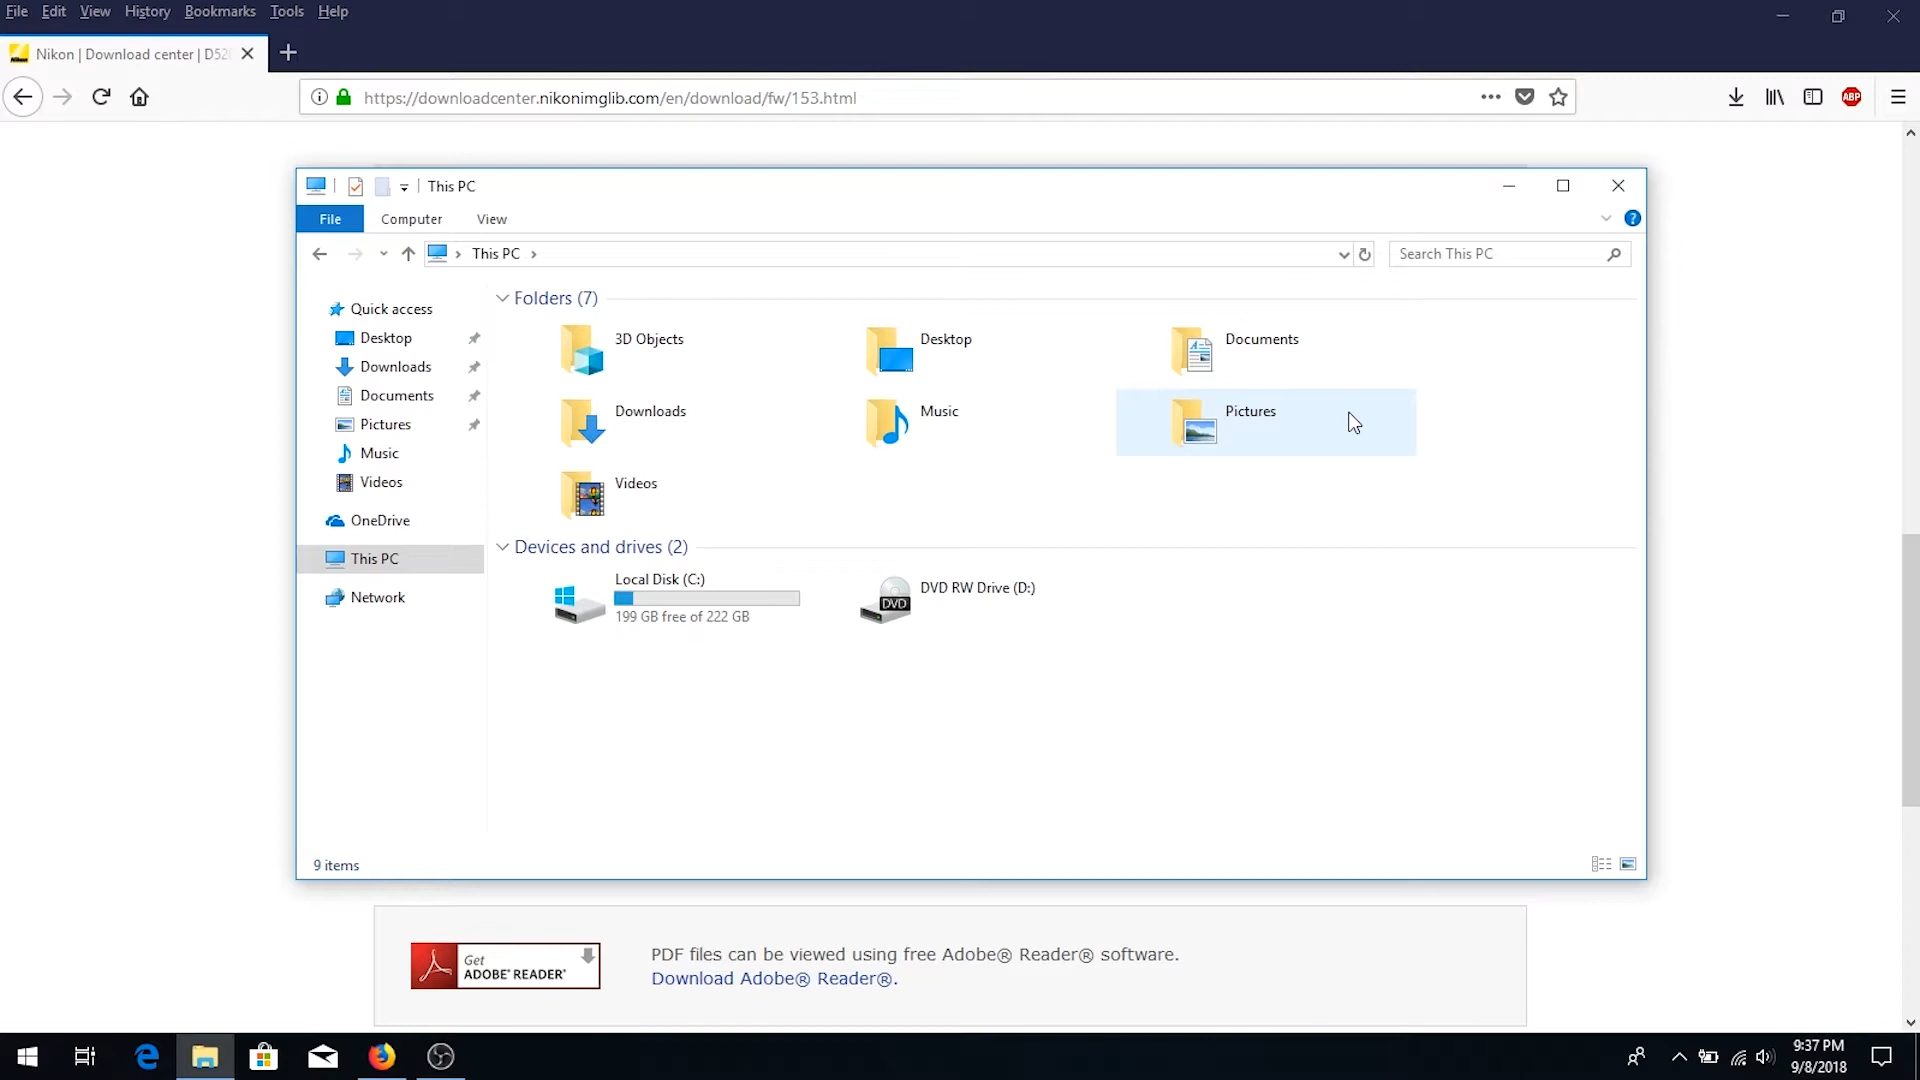 File Edit View History Bookmarks Tools Help
Nikon | Download center | D52
https://downloadcenter.nikonimglib.com/en/download/fw/153.html
ABP
This PC
File Computer View
This PC
Search This PC
Quick access
Desktop
Downloads
Documents
Pictures
Music
Videos
OneDrive
This PC
Network
Folders (7)
3D Objects
Desktop
Documents
Downloads
Music
Pictures
Videos
Devices and drives (2)
Local Disk (C:)
199 GB free of 222 GB
DVD
DVD RW Drive (D:)
9 items
Get
ADOBE® READER®
PDF files can be viewed using free Adobe® Reader® software.
Download Adobe® Reader®.
9:37 PM
9/8/2018